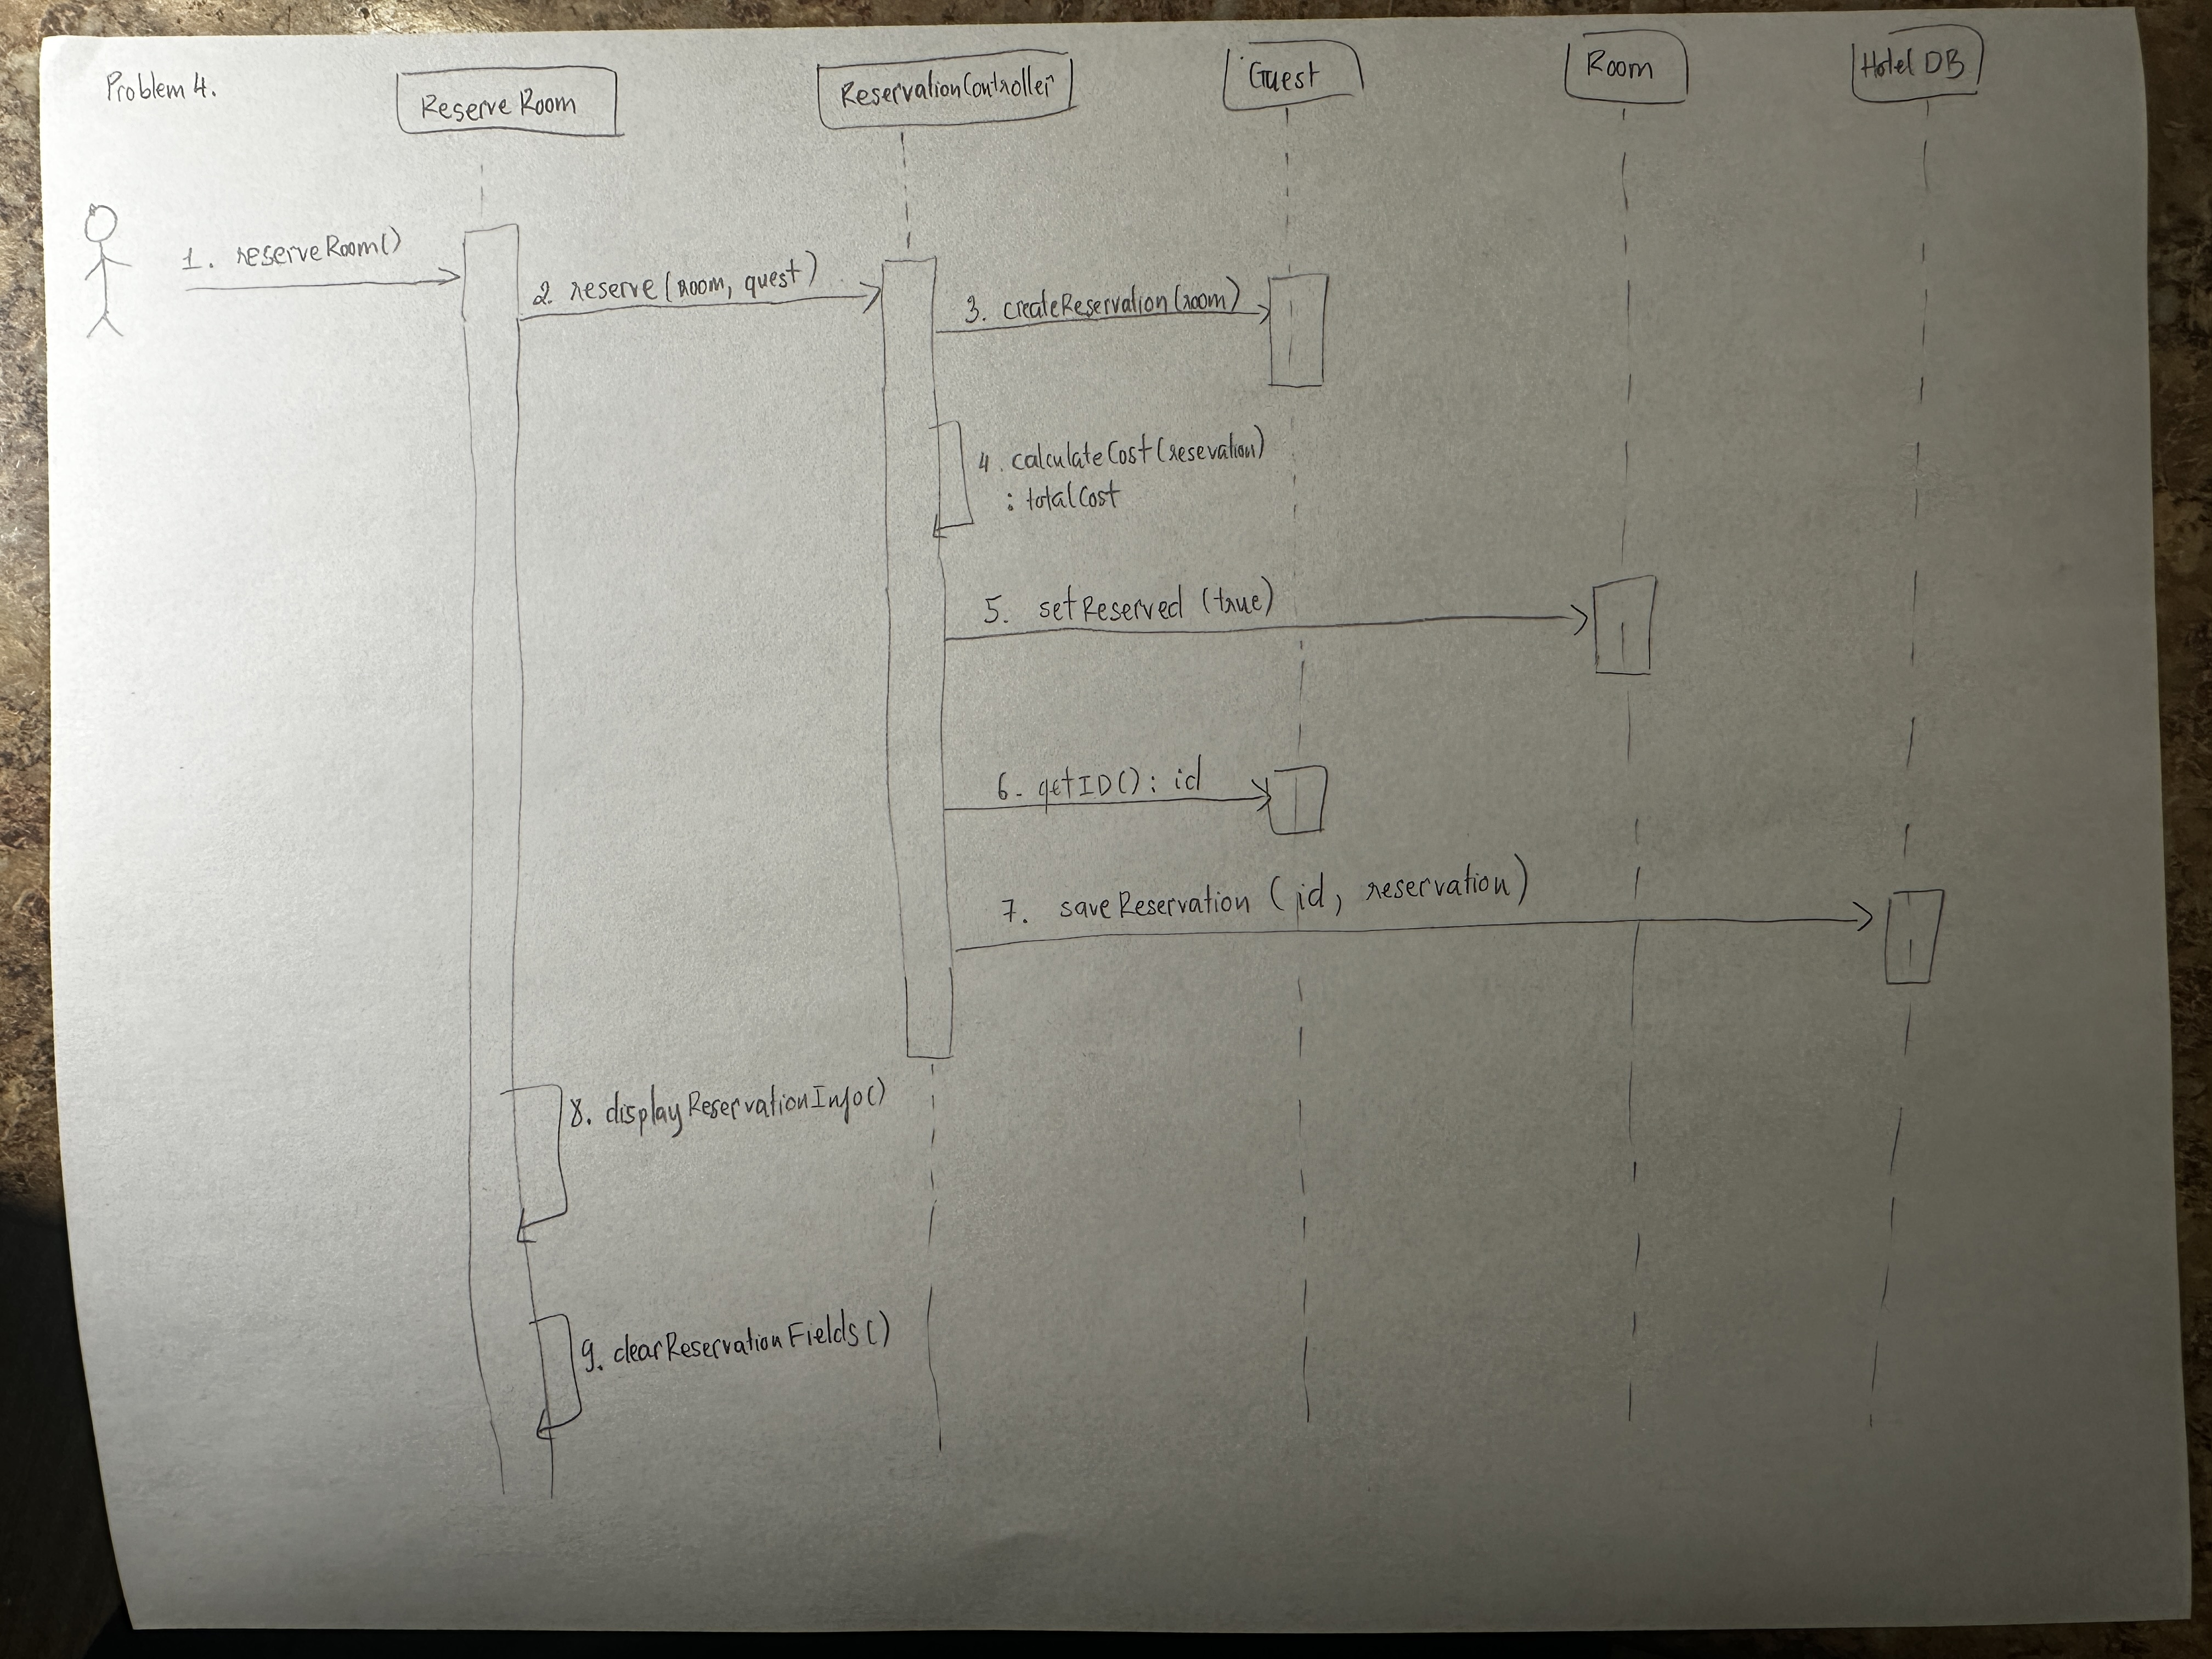 Problem 4.
Reserve Room
ReservationController
Guest
Room
Hotel DB
1. reserveRoom()
2. reserve(room, quest)
3. createReservation(room)
4. calculateCost(resevation)
: totalCost
5. setReserved (true)
6. getID(): id
7. saveReservation (id, reservation)
8. displayReservationInfo()
9. clearReservationFields()